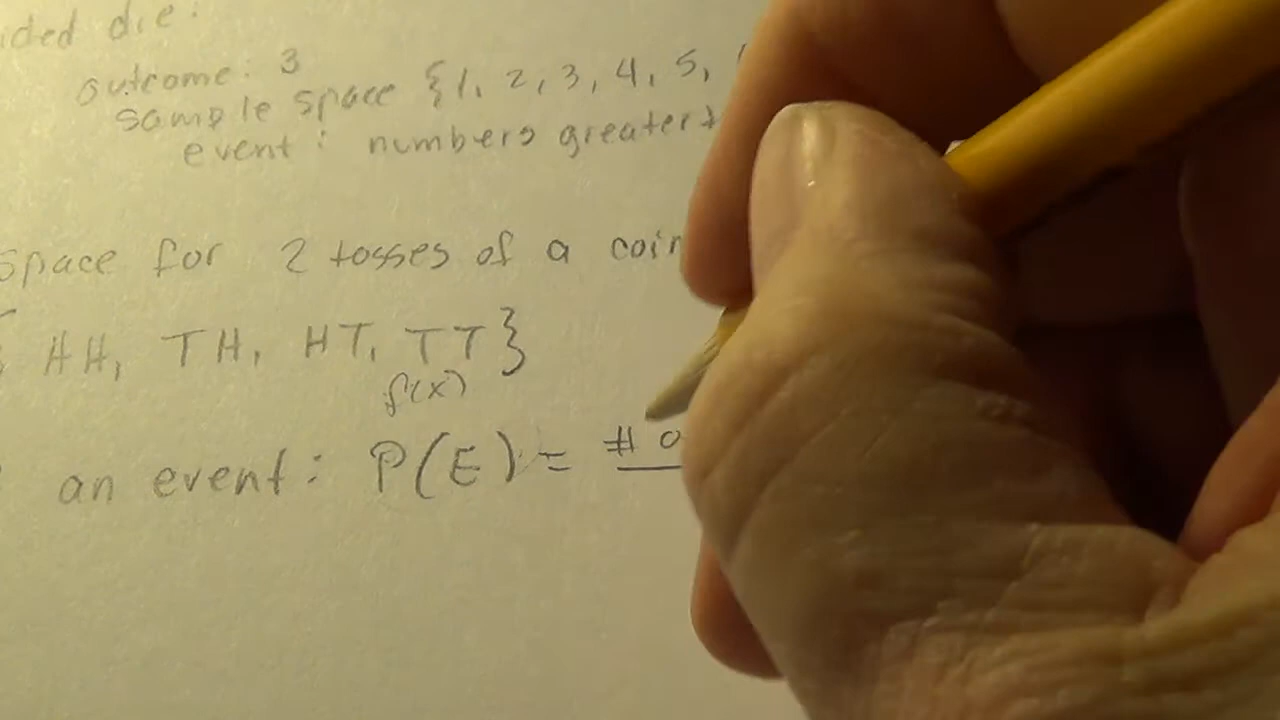 ided die:
outcome: 3
sample space {1, 2, 3, 4, 5,
event: numbers greater
space for 2 tosses of a coin
{ HH, TH, HT, TT}
f(x)
an event: P(E) = # o